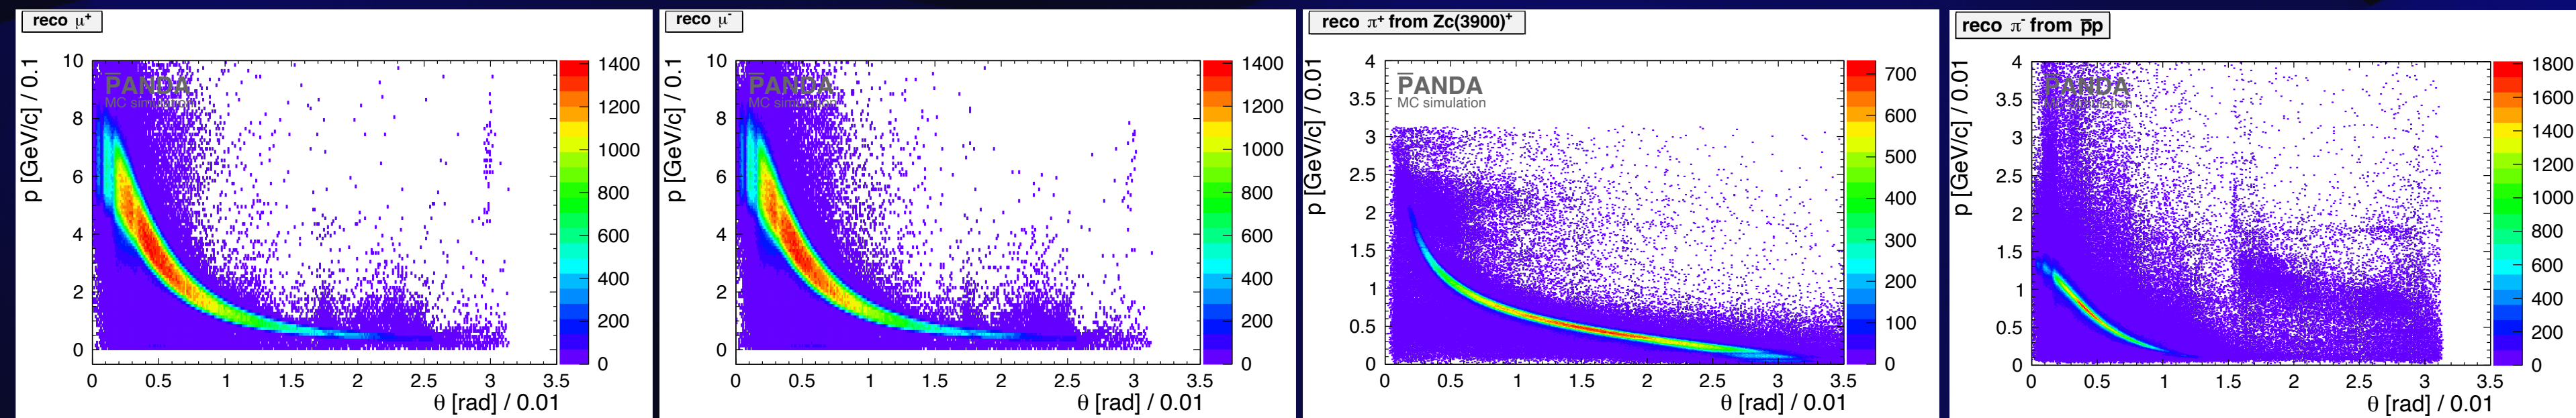 reco μ⁺
p [GeV/c] / 0.1
10
8
6
4
2
0
P̅ANDA
MC simulation
0 0.5 1 1.5 2 2.5 3 3.5
θ [rad] / 0.01
1400
1200
1000
800
600
400
200
0
reco μ⁻
p [GeV/c] / 0.1
10
8
6
4
2
0
P̅ANDA
MC simulation
0 0.5 1 1.5 2 2.5 3 3.5
θ [rad] / 0.01
1400
1200
1000
800
600
400
200
0
reco π⁺ from Zc(3900)⁺
p [GeV/c] / 0.01
4
3.5
3
2.5
2
1.5
1
0.5
0
P̅ANDA
MC simulation
0 0.5 1 1.5 2 2.5 3 3.5
θ [rad] / 0.01
700
600
500
400
300
200
100
0
reco π⁻ from p̅p
p [GeV/c] / 0.01
4
3.5
3
2.5
2
1.5
1
0.5
0
P̅ANDA
MC simulation
0 0.5 1 1.5 2 2.5 3 3.5
θ [rad] / 0.01
1800
1600
1400
1200
1000
800
600
400
200
0